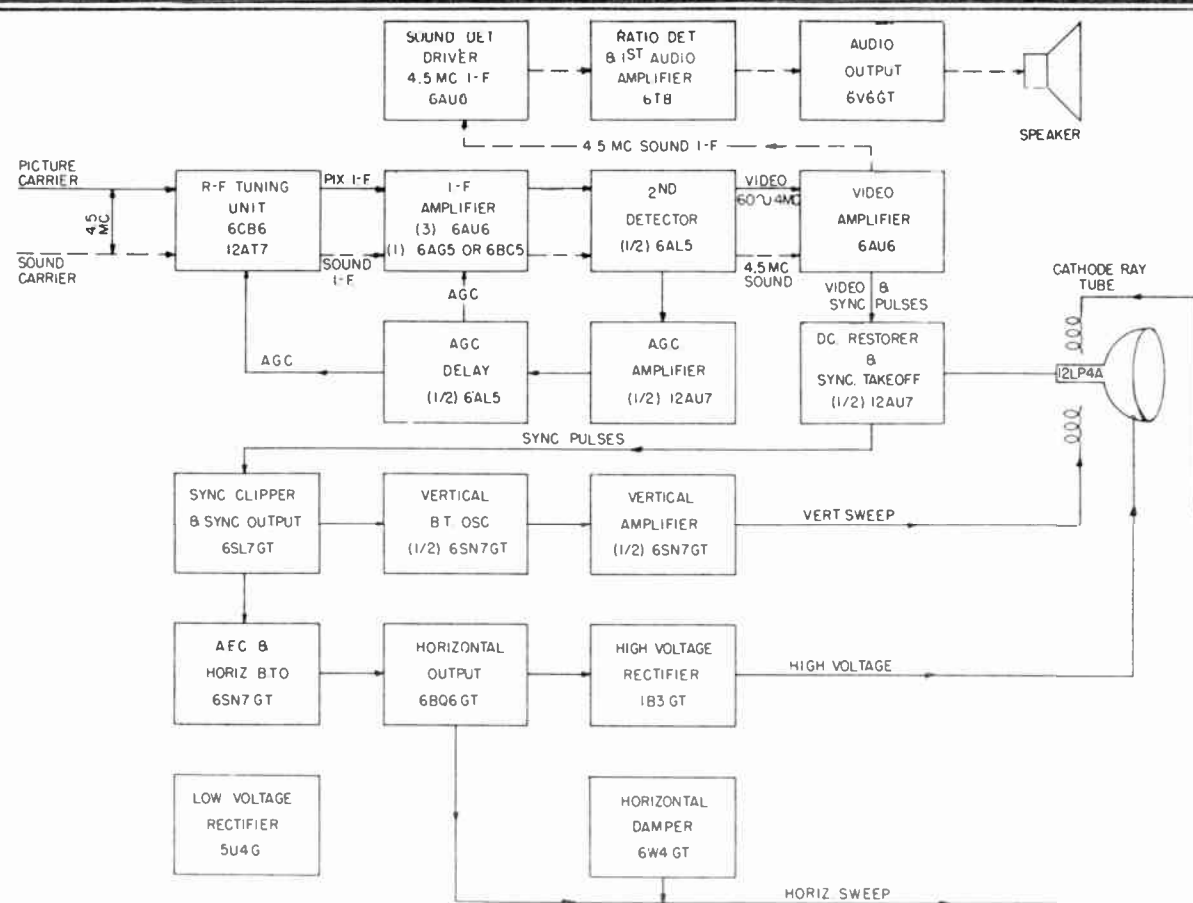 SOUND DET
DRIVER
4.5 MC I-F
6AU6
RATIO DET
& 1ST AUDIO
AMPLIFIER
6T8
AUDIO
OUTPUT
6V6GT
SPEAKER
4.5 MC SOUND I-F
PICTURE
CARRIER
4.5
MC
SOUND
CARRIER
R-F TUNING
UNIT
6CB6
12AT7
PIX I-F
SOUND
I-F
I-F
AMPLIFIER
(3) 6AU6
(1) 6AG5 OR 6BC5
2ND
DETECTOR
(1/2) 6AL5
VIDEO
60~4MC
4.5 MC
SOUND
VIDEO
AMPLIFIER
6AU6
VIDEO &
SYNC PULSES
CATHODE RAY
TUBE
AGC
AGC
AGC
DELAY
(1/2) 6AL5
AGC
AMPLIFIER
(1/2) 12AU7
DC. RESTORER
&
SYNC. TAKEOFF
(1/2) 12AU7
12LP4A
SYNC PULSES
SYNC CLIPPER
& SYNC OUTPUT
6SL7GT
VERTICAL
B.T. OSC
(1/2) 6SN7GT
VERTICAL
AMPLIFIER
(1/2) 6SN7GT
VERT SWEEP
AFC &
HORIZ B.T.O
6SN7GT
HORIZONTAL
OUTPUT
6BQ6GT
HIGH VOLTAGE
RECTIFIER
1B3GT
HIGH VOLTAGE
LOW VOLTAGE
RECTIFIER
5U4G
HORIZONTAL
DAMPER
6W4GT
HORIZ. SWEEP